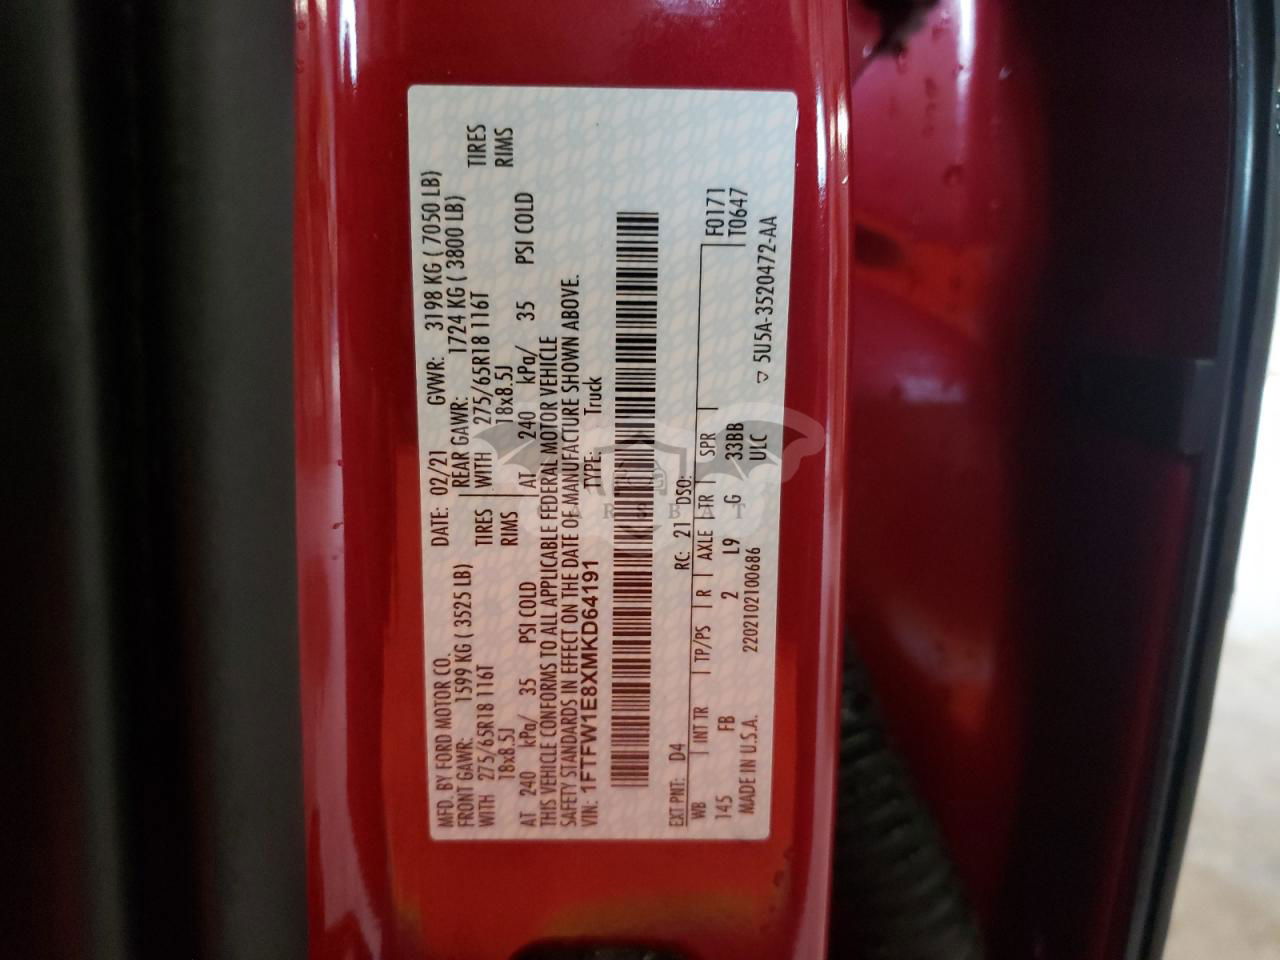 MFD. BY FORD MOTOR CO.
DATE: 02/21 GVWR: 3198 KG ( 7050 LB)
FRONT GAWR: 1599 KG ( 3525 LB)
REAR GAWR: 1724 KG ( 3800 LB)
WITH 275/65R18 116T TIRES
WITH 275/65R18 116T TIRES
18x8.5J RIMS
18x8.5J RIMS
AT 240 kPa/ 35 PSI COLD
AT 240 kPa/ 35 PSI COLD
THIS VEHICLE CONFORMS TO ALL APPLICABLE FEDERAL MOTOR VEHICLE
SAFETY STANDARDS IN EFFECT ON THE DATE OF MANUFACTURE SHOWN ABOVE.
VIN: 1FTFW1E8XMKD64191 TYPE: Truck
EXT PNT: D4 RC: 21 DSO: F0171
WB INT TR TP/PS R AXLE TR SPR T0647
145 FB 2 L9 G 33BB
MADE IN U.S.A. 2202102100686 ULC ▽ 5U5A-3520472-AA
CARSBAT